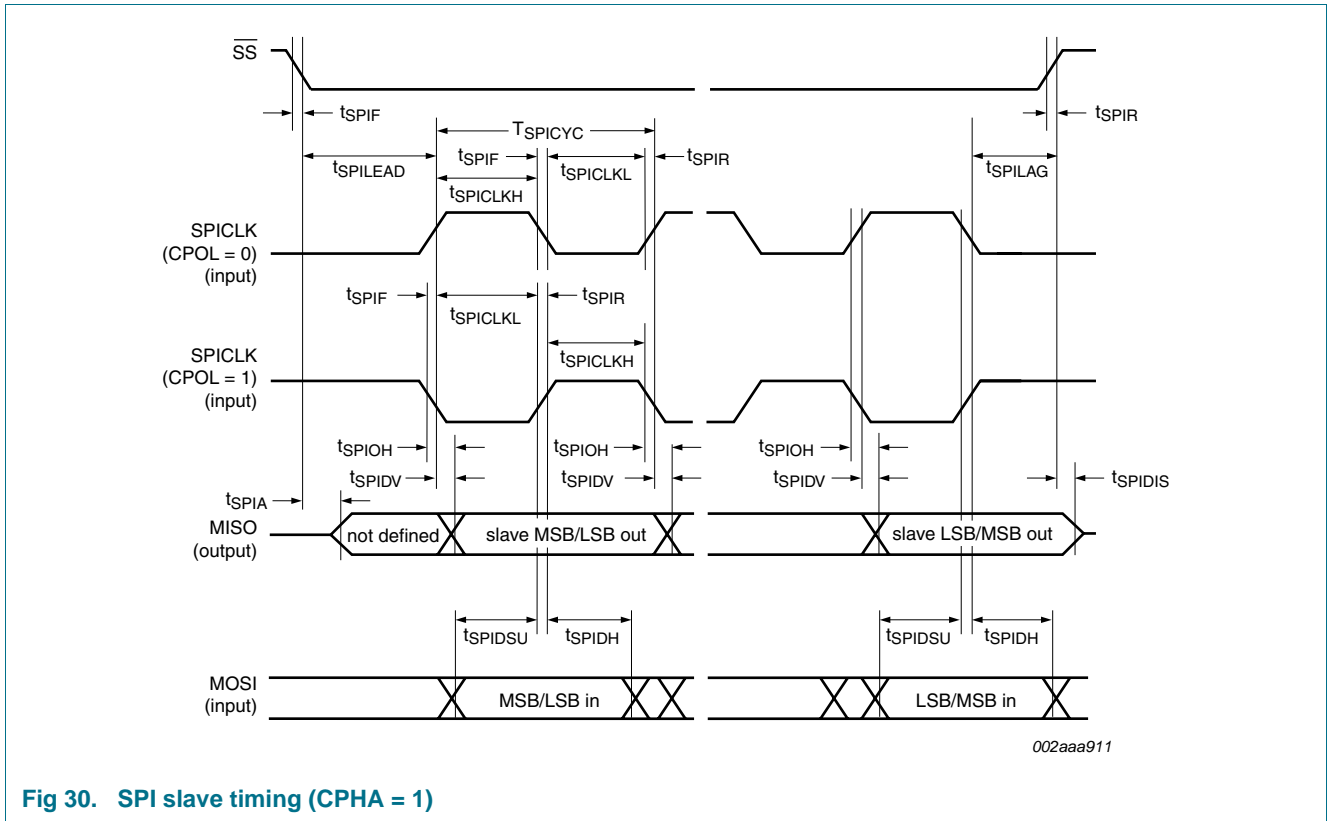 SS
tSPIF
tSPIR
TSPICYC
tSPIF
tSPIR
tSPILEAD
tSPICLKL
tSPILAG
tSPICLKH
SPICLK
(CPOL = 0)
(input)
tSPIF
tSPIR
tSPICLKL
SPICLK
(CPOL = 1)
(input)
tSPICLKH
tSPIOH
tSPIOH
tSPIOH
tSPIDV
tSPIDV
tSPIDV
tSPIDIS
tSPIA
MISO
(output)
not defined
slave MSB/LSB out
slave LSB/MSB out
tSPIDSU
tSPIDH
tSPIDSU
tSPIDH
MOSI
(input)
MSB/LSB in
LSB/MSB in
002aaa911
Fig 30. SPI slave timing (CPHA = 1)